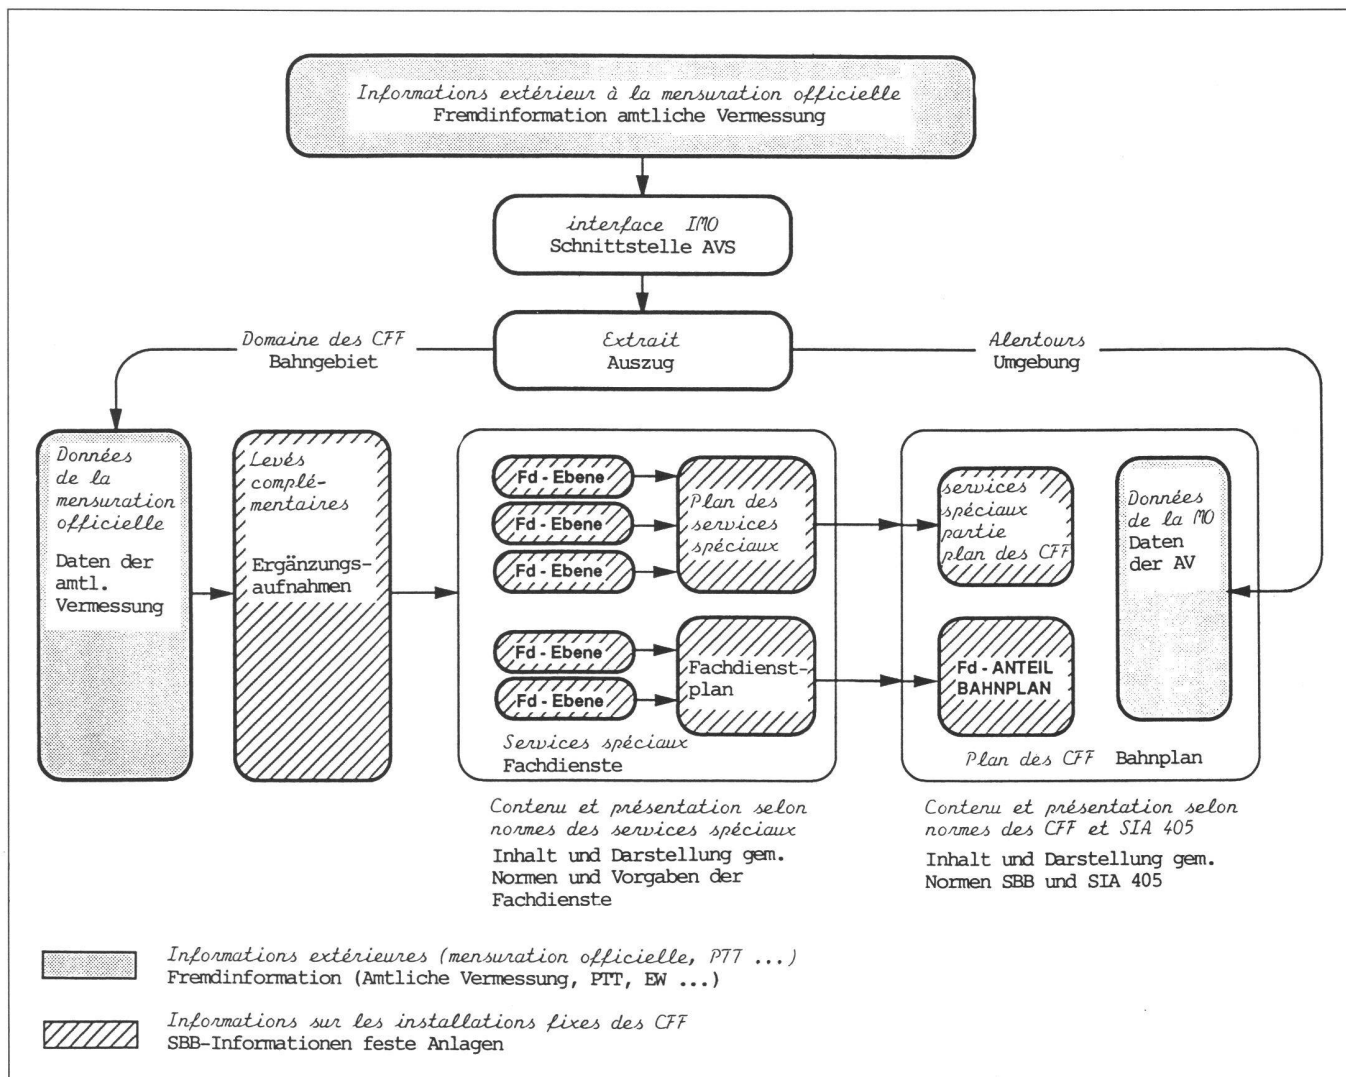 Informations extérieur à la mensuration officielle
Fremdinformation amtliche Vermessung
interface IMO
Schnittstelle AVS
Extrait
Auszug
Domaine des CFF
Bahngebiet
Alentours
Umgebung
Données
de la
mensuration
officielle
Daten der
amtl.
Vermessung
Levés
complé-
mentaires
Ergänzungs-
aufnahmen
Fd - Ebene
Fd - Ebene
Fd - Ebene
Plan des
services
spéciaux
Fd - Ebene
Fd - Ebene
Fachdienst-
plan
Services spéciaux
Fachdienste
services
spéciaux
partie
plan des CFF
Fd - ANTEIL
BAHNPLAN
Données
de la MO
Daten
der AV
Plan des CFF Bahnplan
Contenu et présentation selon
normes des services spéciaux
Inhalt und Darstellung gem.
Normen und Vorgaben der
Fachdienste
Contenu et présentation selon
normes des CFF et SIA 405
Inhalt und Darstellung gem.
Normen SBB und SIA 405
Informations extérieures (mensuration officielle, PTT ...)
Fremdinformation (Amtliche Vermessung, PTT, EW ...)
Informations sur les installations fixes des CFF
SBB-Informationen feste Anlagen